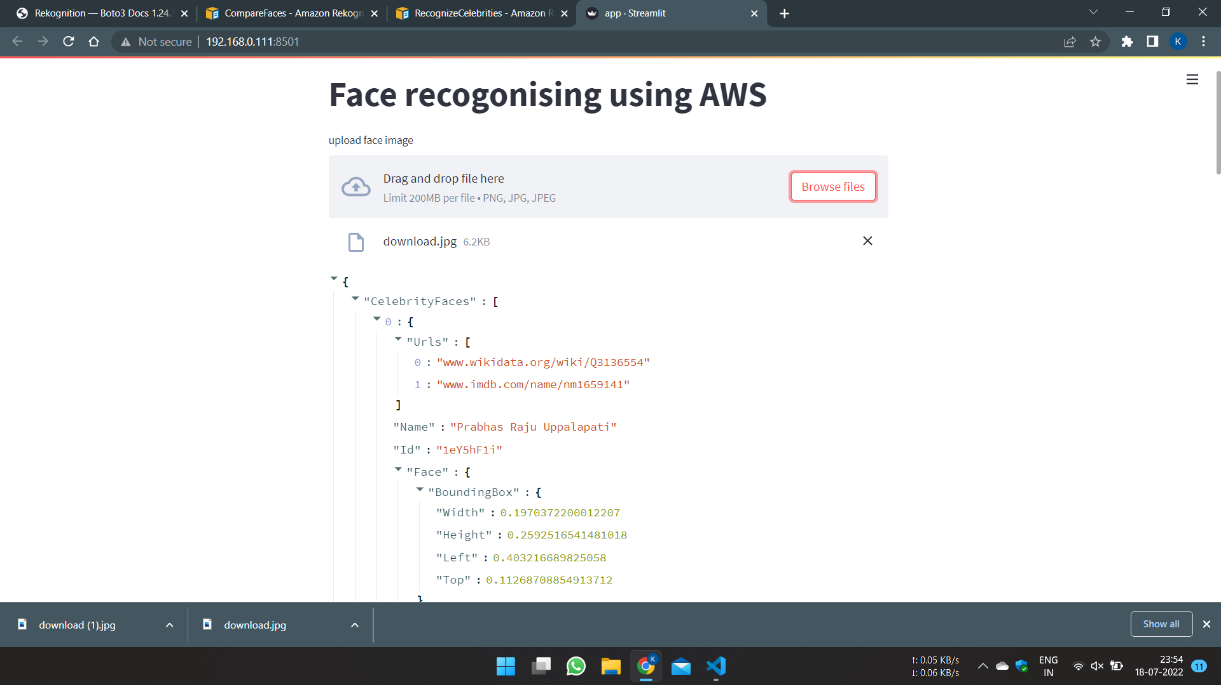 Rekognition — Boto3 Docs 1.24.
CompareFaces - Amazon Rekogn
RecognizeCelebrities - Amazon R
app · Streamlit
Not secure
192.168.0.111:8501
K
Face recogonising using AWS
upload face image
Drag and drop file here
Limit 200MB per file • PNG, JPG, JPEG
Browse files
download.jpg 6.2KB
{
"CelebrityFaces" : [
0 : {
"Urls" : [
0 : "www.wikidata.org/wiki/Q3136554"
1 : "www.imdb.com/name/nm1659141"
]
"Name" : "Prabhas Raju Uppalapati"
"Id" : "1eY5hF1i"
"Face" : {
"BoundingBox" : {
"Width" : 0.1970372200012207
"Height" : 0.2592516541481018
"Left" : 0.403216689825058
"Top" : 0.11268708854913712
}
download (1).jpg
download.jpg
Show all
K
↑: 0.05 KB/s
↓: 0.06 KB/s
ENG
IN
23:54
18-07-2022
11